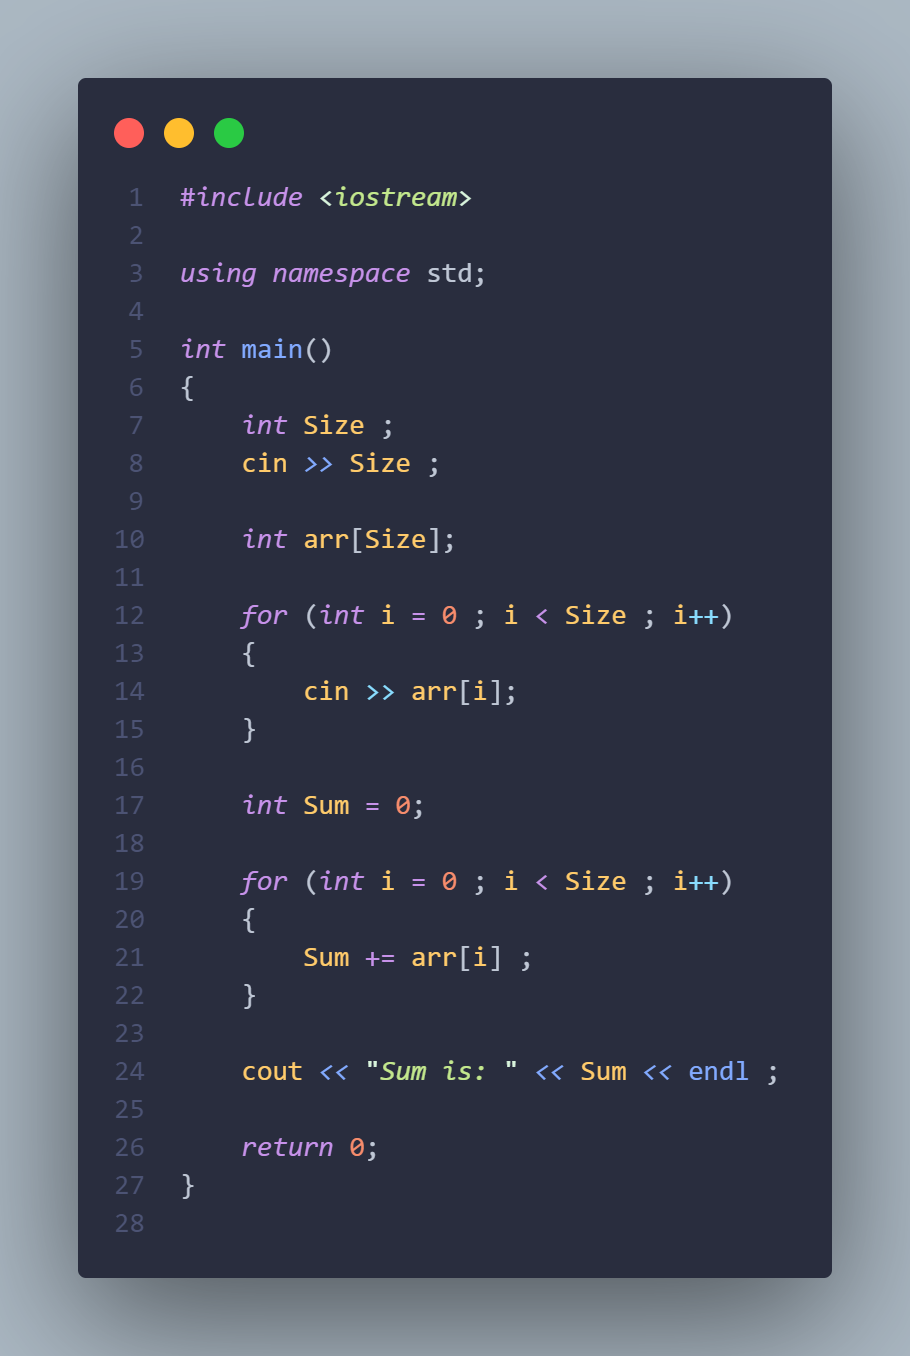 1 #include <iostream>
2
3 using namespace std;
4
5 int main()
6 {
7     int Size ;
8     cin >> Size ;
9
10     int arr[Size];
11
12     for (int i = 0 ; i < Size ; i++)
13     {
14         cin >> arr[i];
15     }
16
17     int Sum = 0;
18
19     for (int i = 0 ; i < Size ; i++)
20     {
21         Sum += arr[i] ;
22     }
23
24     cout << "Sum is: " << Sum << endl ;
25
26     return 0;
27 }
28